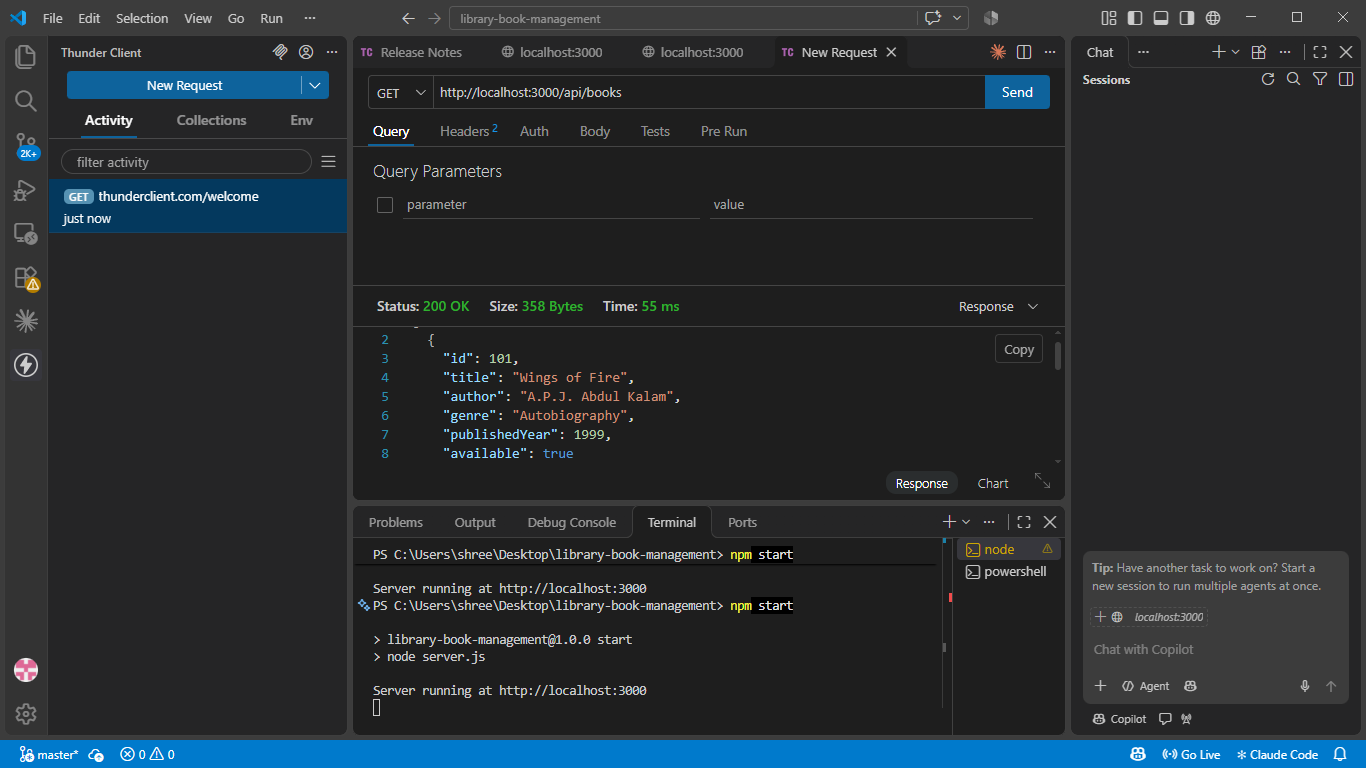 File Edit Selection View Go Run ···
library-book-management
Thunder Client
New Request
Activity Collections Env
filter activity
GET thunderclient.com/welcome
just now
2K+
TC Release Notes
localhost:3000
localhost:3000
TC New Request
GET http://localhost:3000/api/books Send
Query Headers 2 Auth Body Tests Pre Run
Query Parameters
parameter value
Status: 200 OK Size: 358 Bytes Time: 55 ms Response
Copy
2 {
3 "id": 101,
4 "title": "Wings of Fire",
5 "author": "A.P.J. Abdul Kalam",
6 "genre": "Autobiography",
7 "publishedYear": 1999,
8 "available": true
Response Chart
Problems Output Debug Console Terminal Ports
PS C:\Users\shree\Desktop\library-book-management> npm start
Server running at http://localhost:3000
PS C:\Users\shree\Desktop\library-book-management> npm start
> library-book-management@1.0.0 start
> node server.js
Server running at http://localhost:3000
node
powershell
Chat
Sessions
Tip: Have another task to work on? Start a
new session to run multiple agents at once.
localhost:3000
Chat with Copilot
Agent
Copilot
master* 0 0 Go Live Claude Code